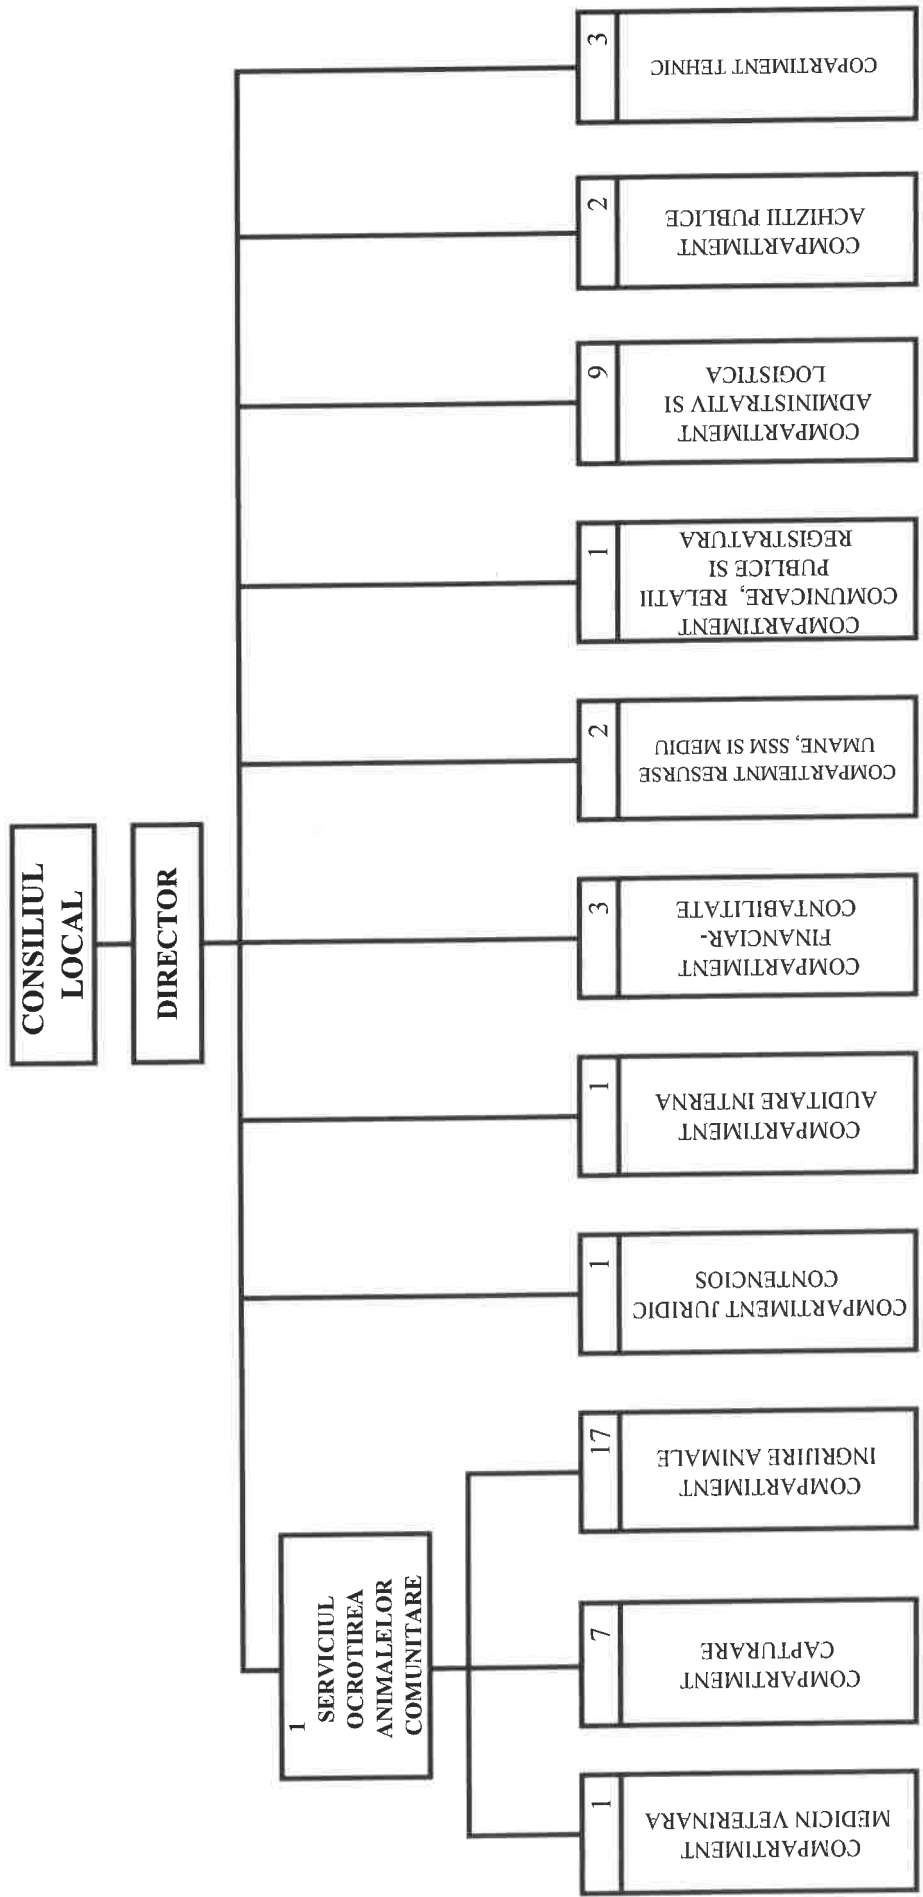 CONSILIUL
LOCAL
DIRECTOR
1
SERVICIUL
OCROTIREA
ANIMALELOR
COMUNITARE
1
COMPARTIMENT
MEDICIN VETERINARA
7
COMPARTIMENT
CAPTURARE
17
COMPARTIMENT
INGRIJIRE ANIMALE
1
COMPARTIMENT JURIDIC
CONTENCIOS
1
COMPARTIMENT
AUDITARE INTERNA
3
COMPARTIMENT
FINANCIAR-
CONTABILITATE
2
COMPARTIEMNT RESURSE
UMANE, SSM SI MEDIU
1
COMPARTIMENT
COMUNICARE, RELATII
PUBLICE SI
REGISTRATURA
9
COMPARTIMENT
ADMINISTRATIV SI
LOGISTICA
2
COMPARTIMENT
ACHIZTII PUBLICE
3
COPARTIMENT TEHNIC